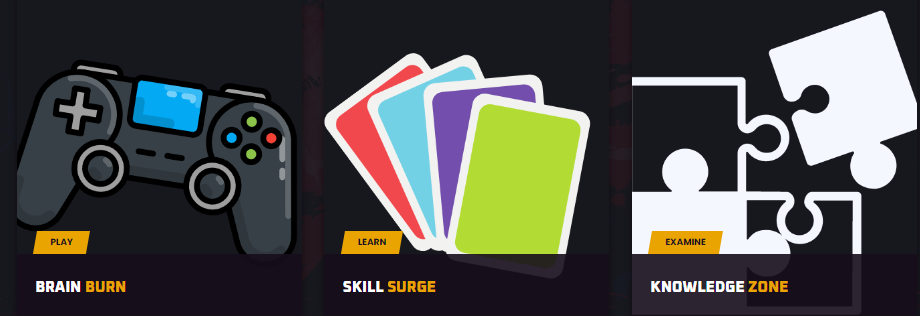 PLAY
BRAIN BURN
LEARN
SKILL SURGE
EXAMINE
KNOWLEDGE ZONE